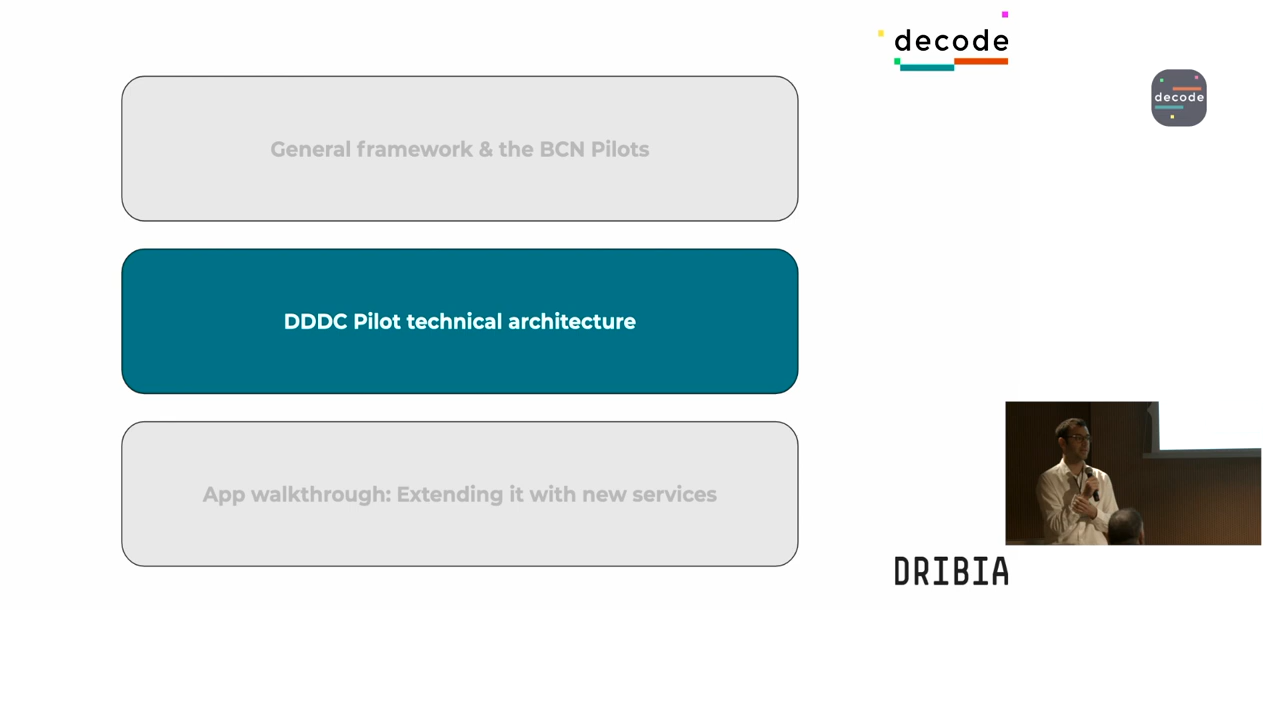 decode
decode
General framework & the BCN Pilots
DDDC Pilot technical architecture
App walkthrough: Extending it with new services
DRIBIA